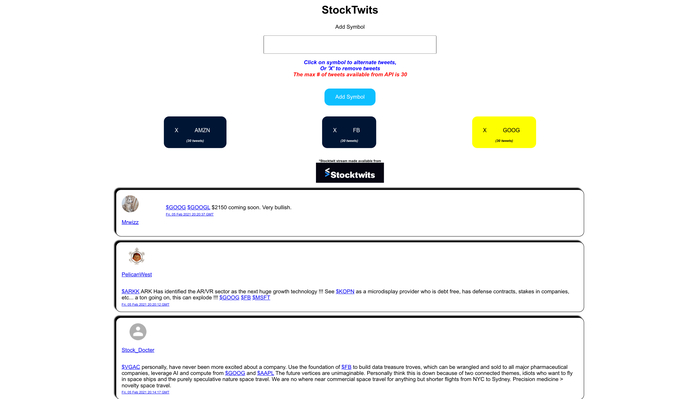 StockTwits
Add Symbol
Click on symbol to alternate tweets,
Or 'X' to remove tweets
The max # of tweets available from API is 30
Add Symbol
X AMZN
(30 tweets)
X FB
(30 tweets)
X GOOG
(30 tweets)
*Stocktwit stream made available from
Stocktwits
Mrwizz
$GOOG $GOOGL $2150 coming soon. Very bullish.
Fri, 05 Feb 2021 20:20:37 GMT
PelicanWest
$ARKK ARK Has identified the AR/VR sector as the next huge growth technology !!! See $KOPN as a microdisplay provider who is debt free, has defense contracts, stakes in companies,
etc... a ton going on, this can explode !!! $GOOG $FB $MSFT
Fri, 05 Feb 2021 20:20:12 GMT
Stock_Docter
$VGAC personally, have never been more excited about a company. Use the foundation of $FB to build data treasure troves, which can be wrangled and sold to all major pharmaceutical
companies, leverage AI and compute from $GOOG and $AAPL The future vertices are unimaginable. Personally think this is down because of two connected themes, idiots who want to fly
in space ships and the purely speculative nature space travel. We are no where near commercial space travel for anything but shorter flights from NYC to Sydney. Precision medicine >
novelty space travel.
Fri, 05 Feb 2021 20:14:17 GMT